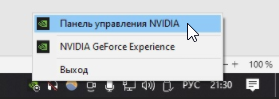 Панель управления NVIDIA
NVIDIA GeForce Experience
Выход
100 %
РУС 21:30